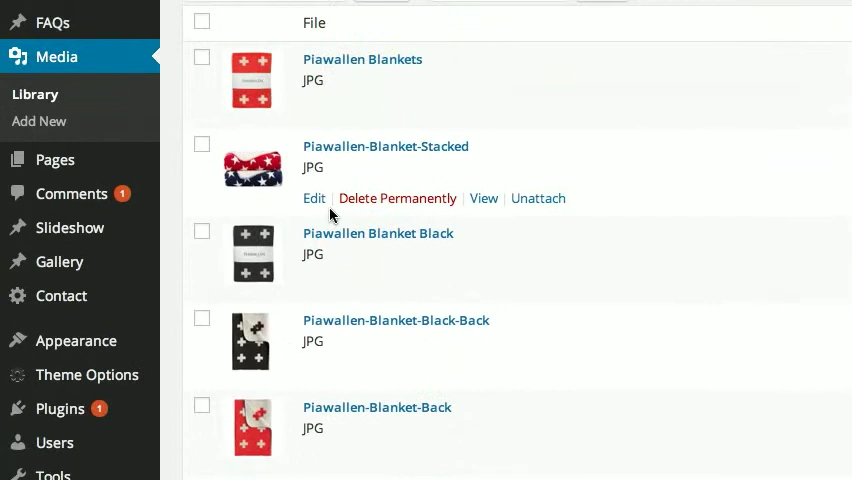 FAQs
Media
Library
Add New
Pages
Comments 1
Slideshow
Gallery
Contact
Appearance
Theme Options
Plugins 1
Users
Tools
File
Piawallen Blankets
JPG
Piawallen-Blanket-Stacked
JPG
Edit | Delete Permanently | View | Unattach
Piawallen Blanket Black
JPG
Piawallen-Blanket-Black-Back
JPG
Piawallen-Blanket-Back
JPG